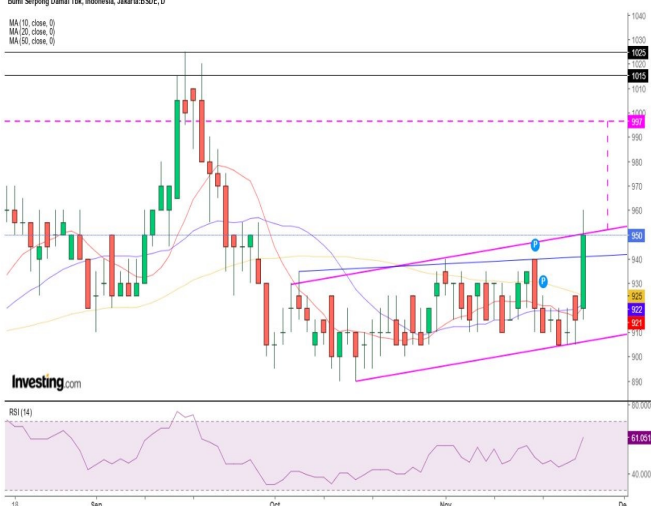 Bumi Serpong Damai Tbk, Indonesia, Jakarta:BSDE, D
MA (10, close, 0)
MA (20, close, 0)
MA (50, close, 0)
1040
1030
1025
1020
1015
1010
1000
997
990
980
970
960
950
940
930
925
922
921
910
900
890
P
P
Investing.com
RSI (14)
80.000
61.051
40.000
18
Sep
Oct
Nov
De